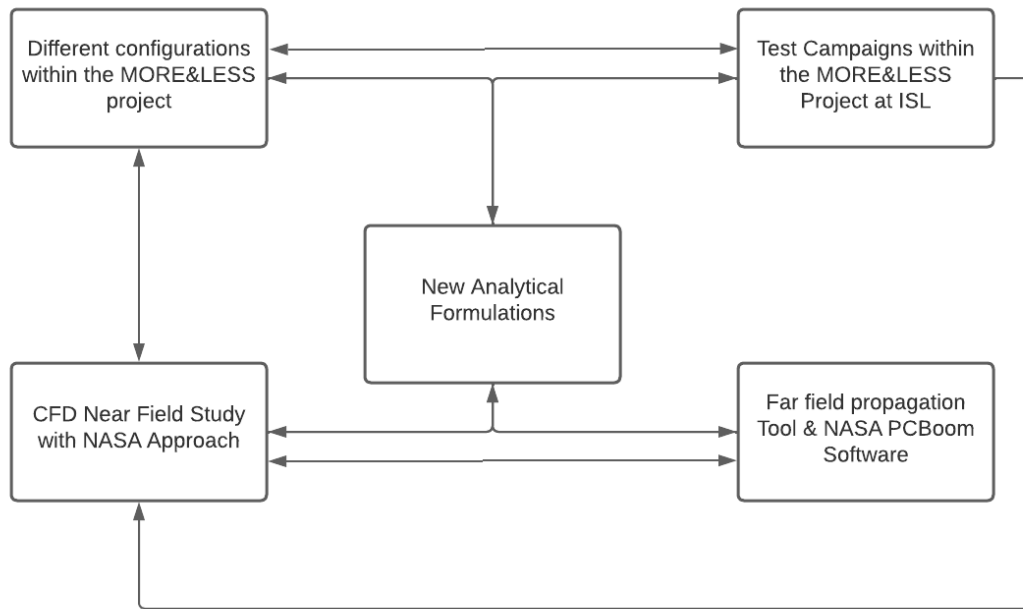 Different configurations
within the MORE&LESS
project
Test Campaigns within
the MORE&LESS
Project at ISL
New Analytical
Formulations
CFD Near Field Study
with NASA Approach
Far field propagation
Tool & NASA PCBoom
Software